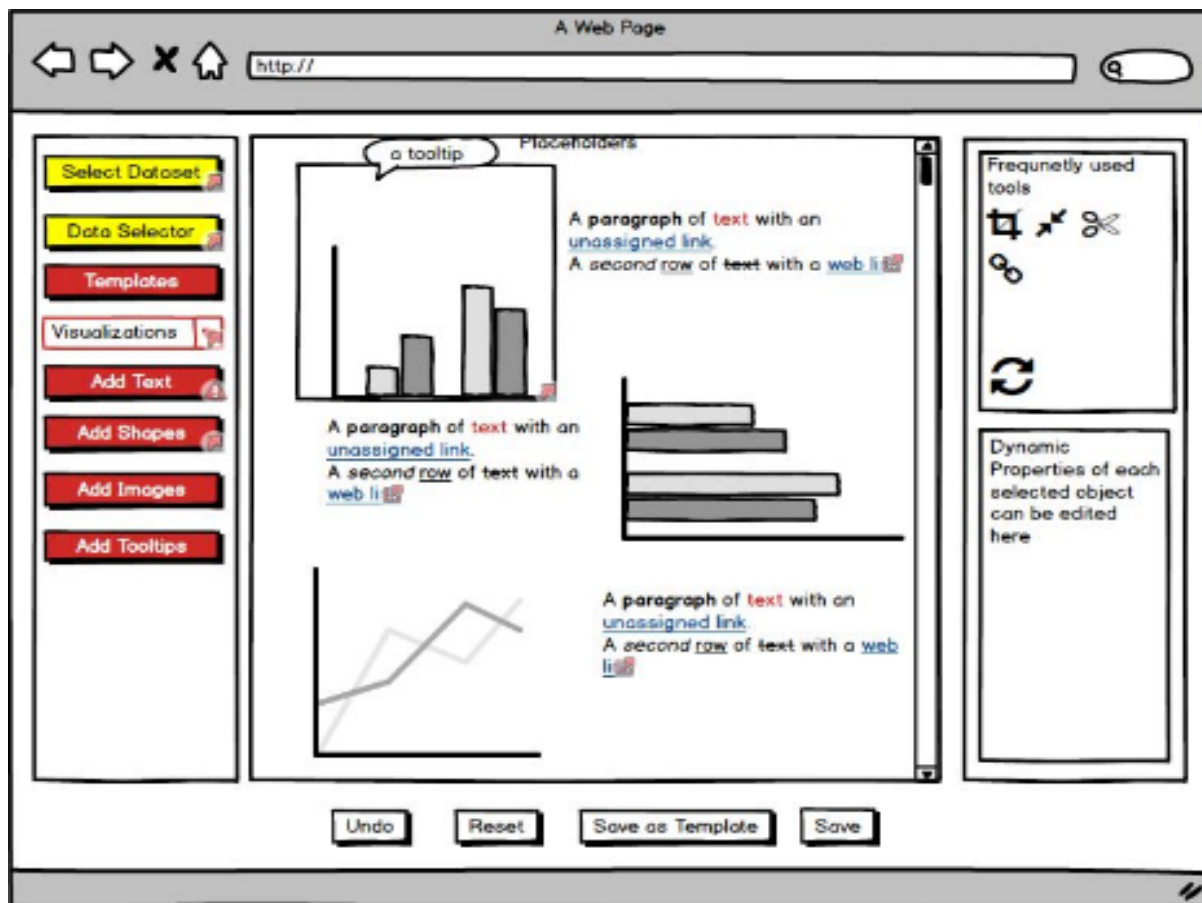 A Web Page
http://
Select Dataset
Data Selector
Templates
Visualizations
Add Text
Add Shapes
Add Images
Add Tooltips
Placeholders
a tooltip
A paragraph of text with an
unassigned link.
A second row of text with a web li
A paragraph of text with an
unassigned link.
A second row of text with a
web li
A paragraph of text with an
unassigned link.
A second row of text with a web
li
Frequnetly used
tools
Dynamic
Properties of each
selected object
can be edited
here
Undo
Reset
Save as Template
Save